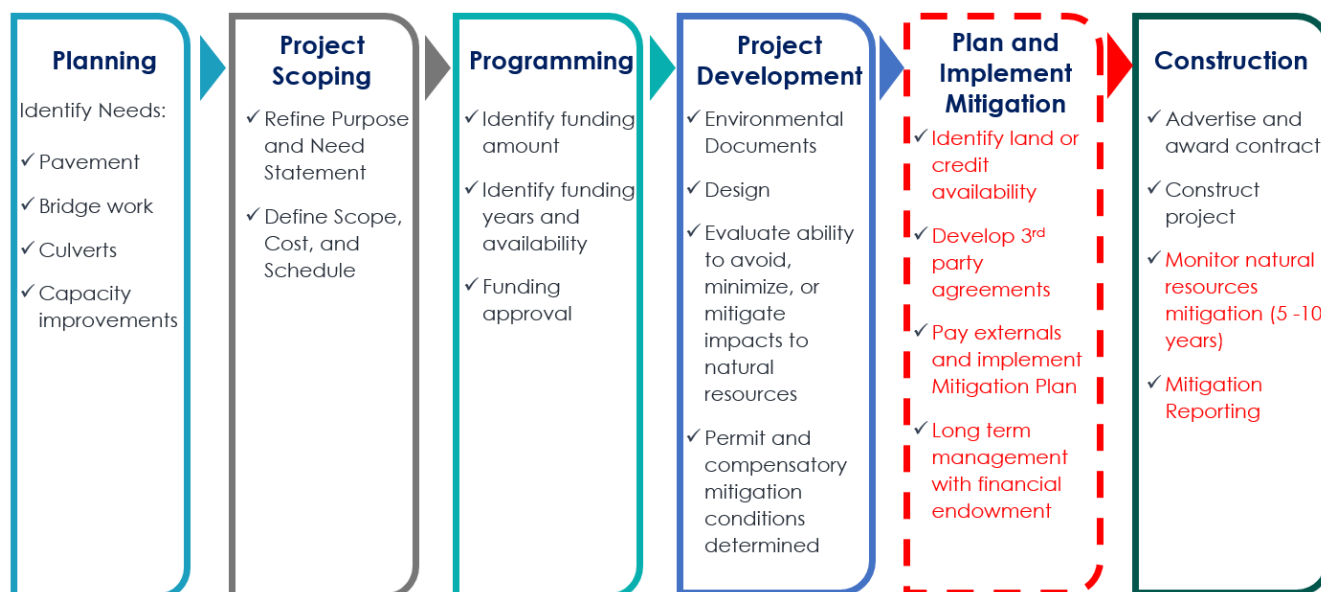 Planning
Identify Needs:
✓ Pavement
✓ Bridge work
✓ Culverts
✓ Capacity
improvements
Project
Scoping
✓ Refine Purpose
and Need
Statement
✓ Define Scope,
Cost, and
Schedule
Programming
✓ Identify funding
amount
✓ Identify funding
years and
availability
✓ Funding
approval
Project
Development
✓ Environmental
Documents
✓ Design
✓ Evaluate ability
to avoid,
minimize, or
mitigate
impacts to
natural
resources
✓ Permit and
compensatory
mitigation
conditions
determined
Plan and
Implement
Mitigation
✓ Identify land or
credit
availability
✓ Develop 3rd
party
agreements
✓ Pay externals
and implement
Mitigation Plan
✓ Long term
management
with financial
endowment
Construction
✓ Advertise and
award contract
✓ Construct
project
✓ Monitor natural
resources
mitigation (5 -10
years)
✓ Mitigation
Reporting